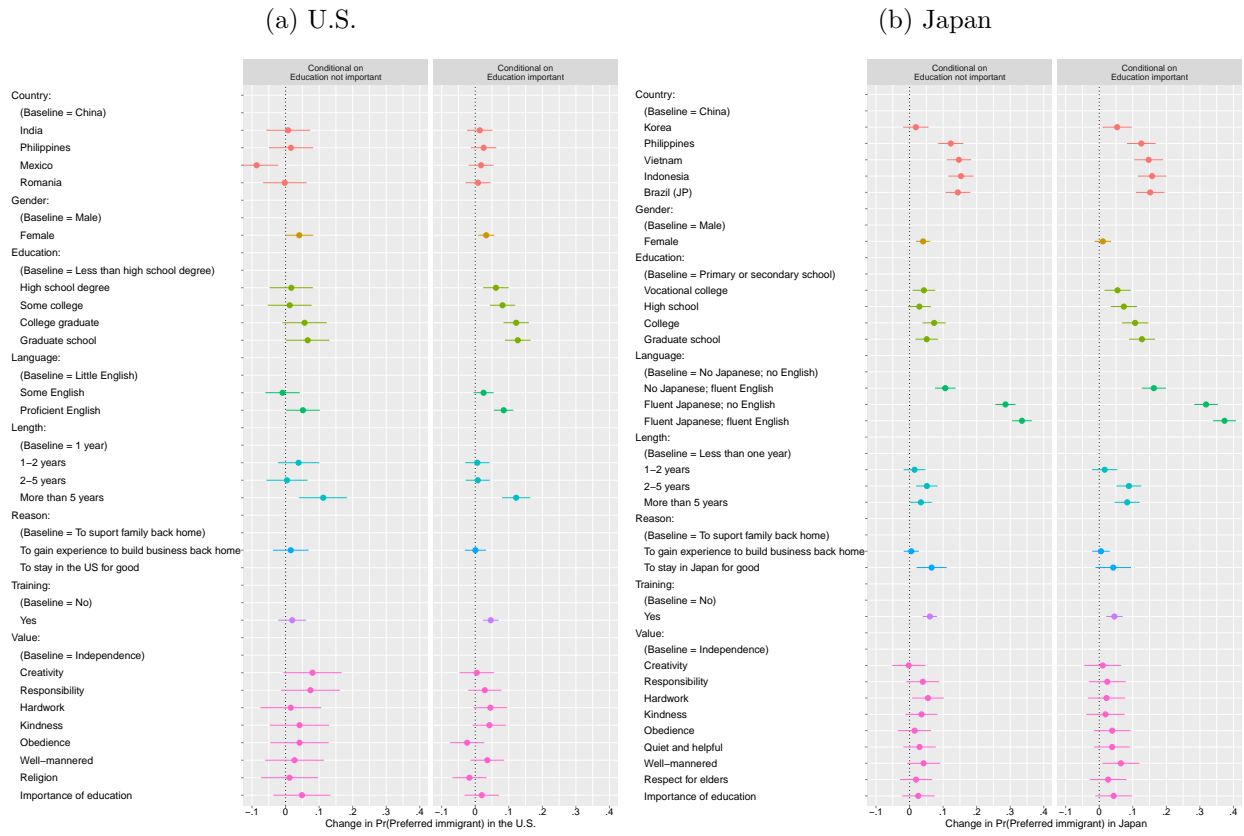 (a) U.S.
Conditional on
Education not important
Conditional on
Education important
Country:
(Baseline = China)
India
Philippines
Mexico
Romania
Gender:
(Baseline = Male)
Female
Education:
(Baseline = Less than high school degree)
High school degree
Some college
College graduate
Graduate school
Language:
(Baseline = Little English)
Some English
Proficient English
Length:
(Baseline = 1 year)
1−2 years
2−5 years
More than 5 years
Reason:
(Baseline = To suport family back home)
To gain experience to build business back home
To stay in the US for good
Training:
(Baseline = No)
Yes
Value:
(Baseline = Independence)
Creativity
Responsibility
Hardwork
Kindness
Obedience
Well−mannered
Religion
Importance of education
−.1 0 .1 .2 .3 .4 −.1 0 .1 .2 .3 .4
Change in Pr(Preferred immigrant) in the U.S.
(b) Japan
Conditional on
Education not important
Conditional on
Education important
Country:
(Baseline = China)
Korea
Philippines
Vietnam
Indonesia
Brazil (JP)
Gender:
(Baseline = Male)
Female
Education:
(Baseline = Primary or secondary school)
Vocational college
High school
College
Graduate school
Language:
(Baseline = No Japanese; no English)
No Japanese; fluent English
Fluent Japanese; no English
Fluent Japanese; fluent English
Length:
(Baseline = Less than one year)
1−2 years
2−5 years
More than 5 years
Reason:
(Baseline = To suport family back home)
To gain experience to build business back home
To stay in Japan for good
Training:
(Baseline = No)
Yes
Value:
(Baseline = Independence)
Creativity
Responsibility
Hardwork
Kindness
Obedience
Quiet and helpful
Well−mannered
Respect for elders
Importance of education
−.1 0 .1 .2 .3 .4 −.1 0 .1 .2 .3 .4
Change in Pr(Preferred immigrant) in Japan